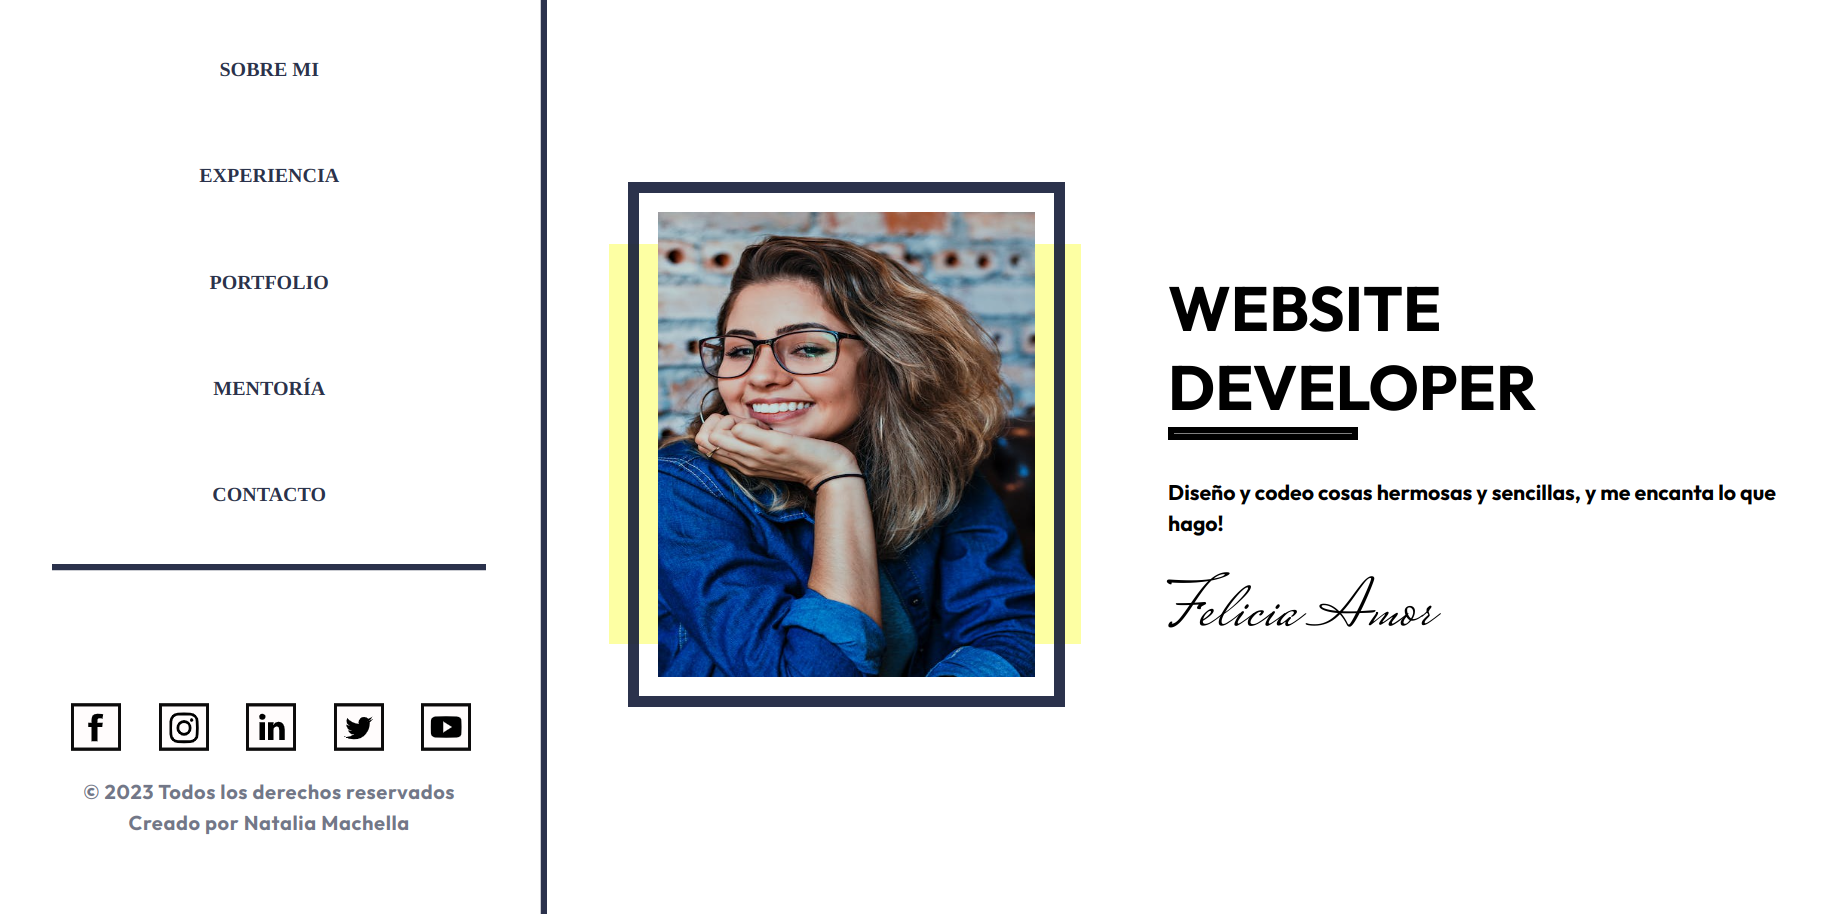 SOBRE MI
EXPERIENCIA
PORTFOLIO
MENTORÍA
CONTACTO
© 2023 Todos los derechos reservados
Creado por Natalia Machella
WEBSITE
DEVELOPER
Diseño y codeo cosas hermosas y sencillas, y me encanta lo que
hago!
Felicia Amor